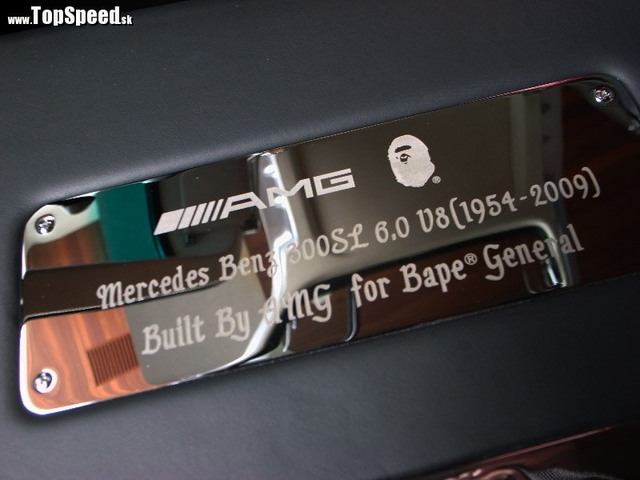 www.TopSpeed.sk
AMG
®
Mercedes Benz 300SL 6.0 V8(1954-2009)
Built By AMG for Bape® General